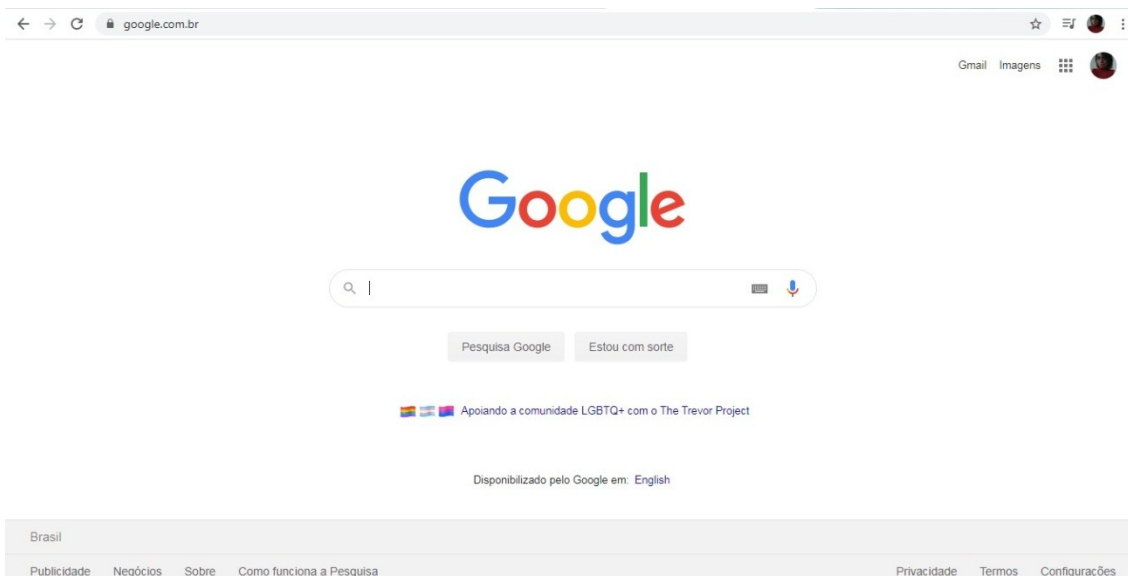 google.com.br
Gmail Imagens
Google
Pesquisa Google Estou com sorte
Apoiando a comunidade LGBTQ+ com o The Trevor Project
Disponibilizado pelo Google em: English
Brasil
Publicidade Negócios Sobre Como funciona a Pesquisa Privacidade Termos Configurações